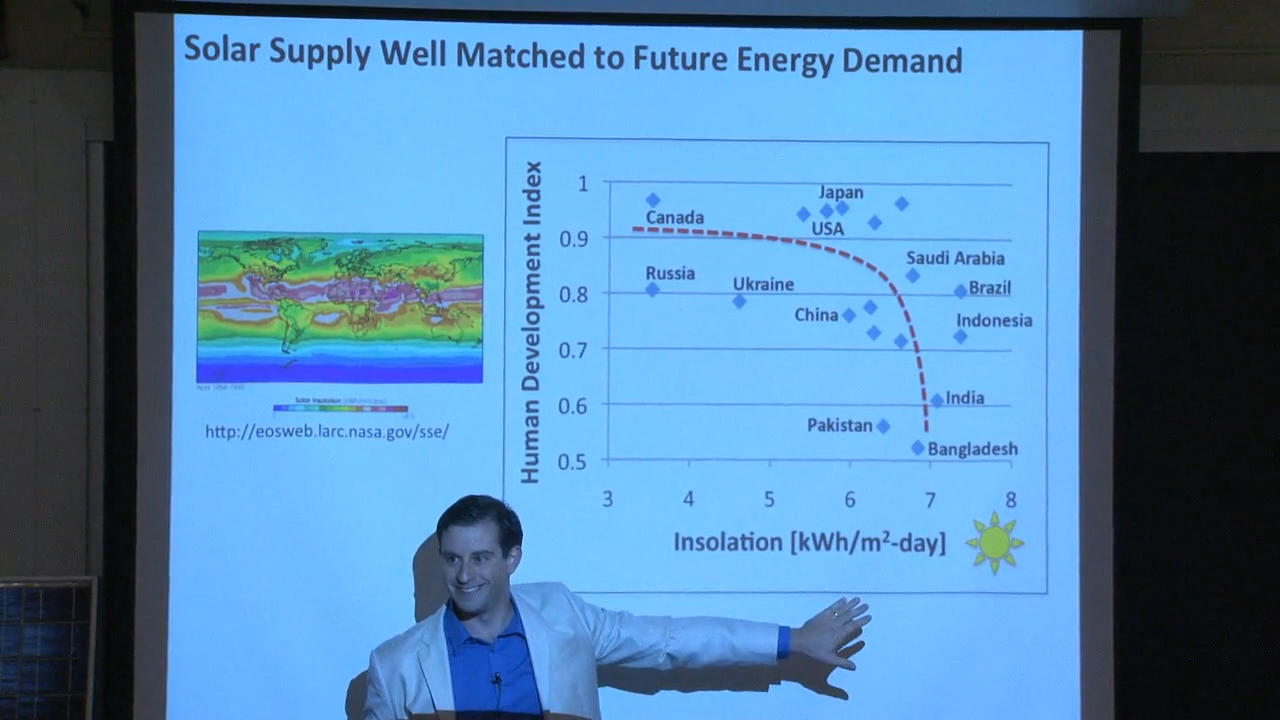 Solar Supply Well Matched to Future Energy Demand
Solar Insolation
http://eosweb.larc.nasa.gov/sse/
Human Development Index
1
0.9
0.8
0.7
0.6
0.5
Japan
Canada
USA
Saudi Arabia
Russia
Ukraine
Brazil
China
Indonesia
India
Pakistan
Bangladesh
3 4 5 6 7 8
Insolation [kWh/m²-day]